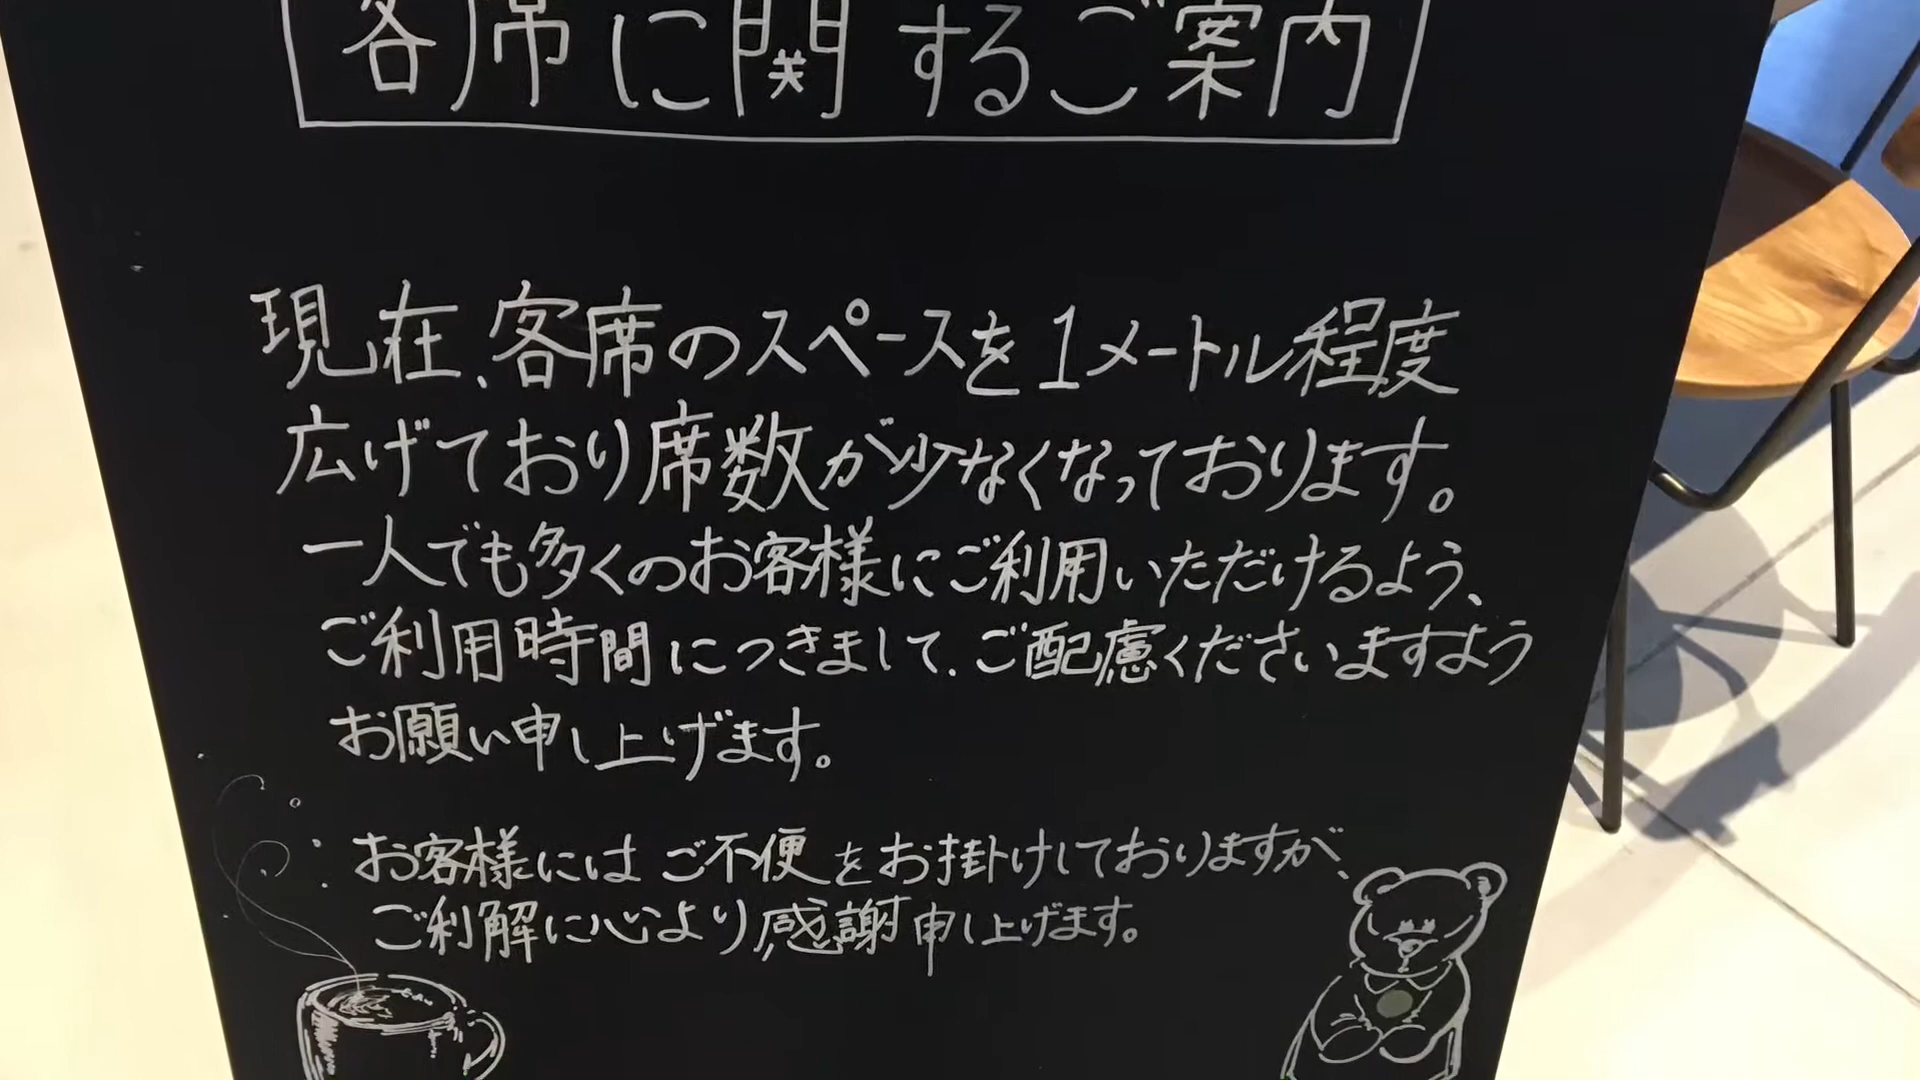 客席に関するご案内
現在、客席のスペースを1メートル程度
広げており席数が少なくなっております。
一人でも多くのお客様にご利用いただけるよう、
ご利用時間につきまして、ご配慮くださいますよう
お願い申し上げます。
お客様にはご不便をお掛けしておりますが、
ご利解に心より感謝申し上げます。